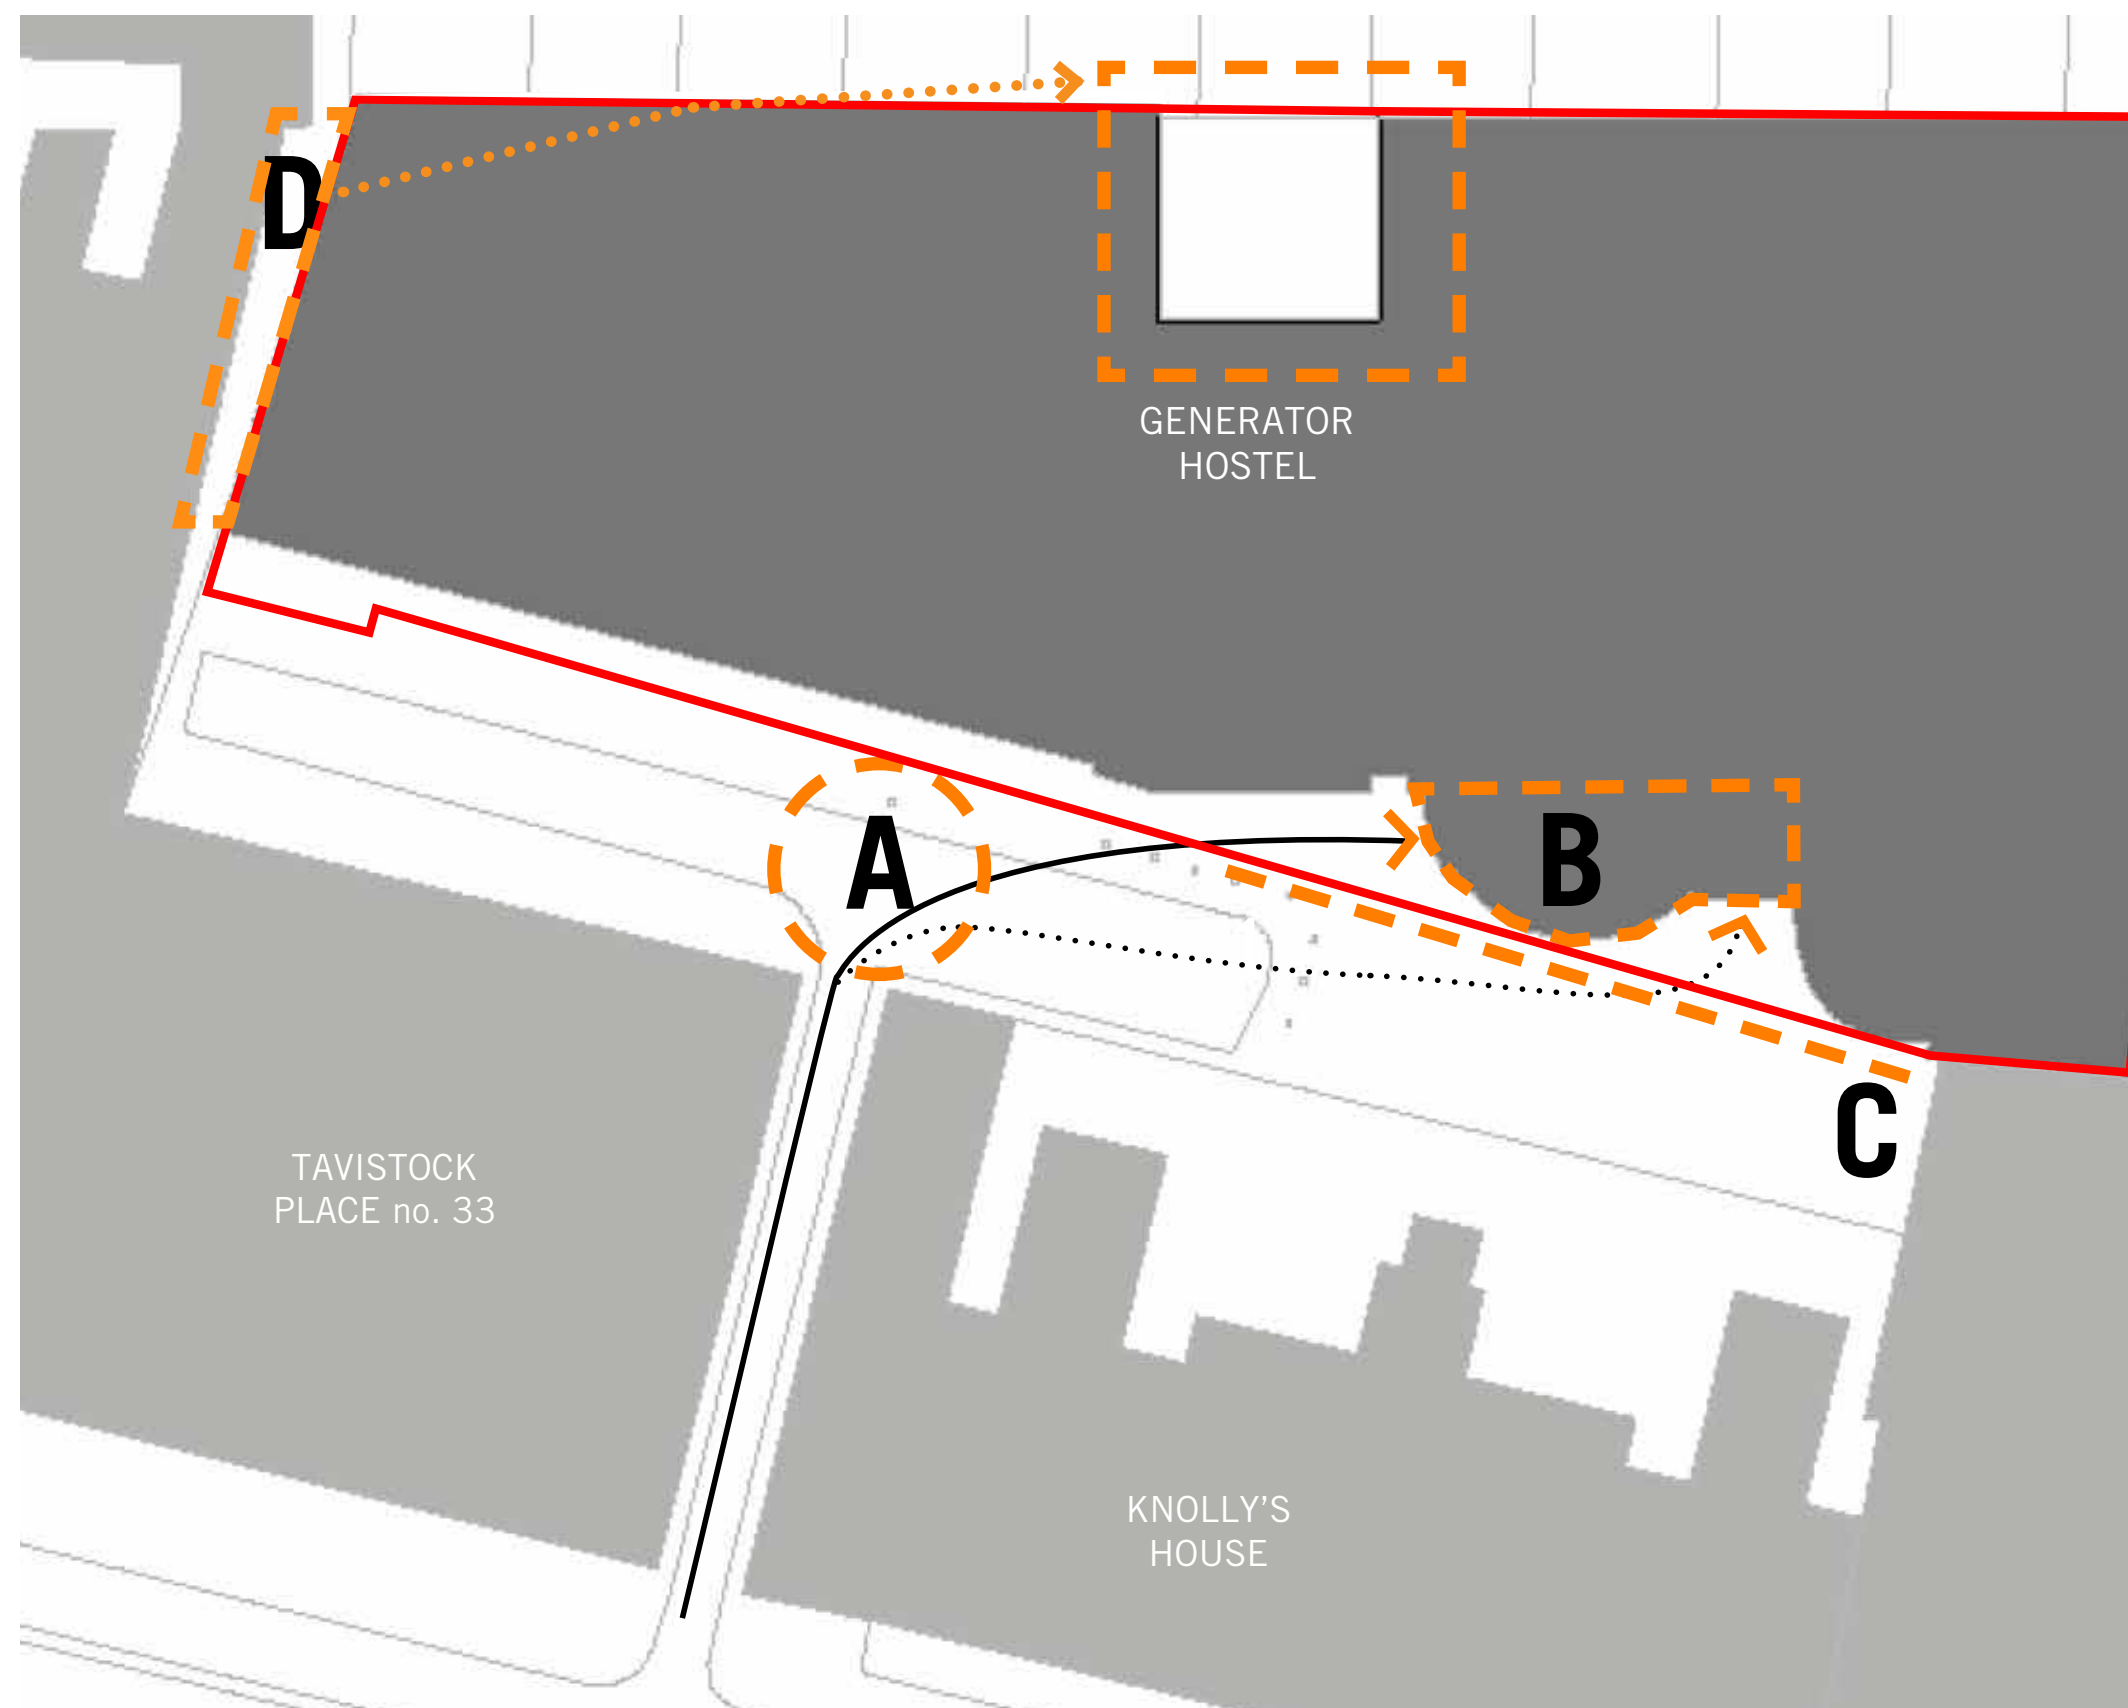 D
GENERATOR
HOSTEL
A
B
C
TAVISTOCK
PLACE no. 33
KNOLLY'S
HOUSE